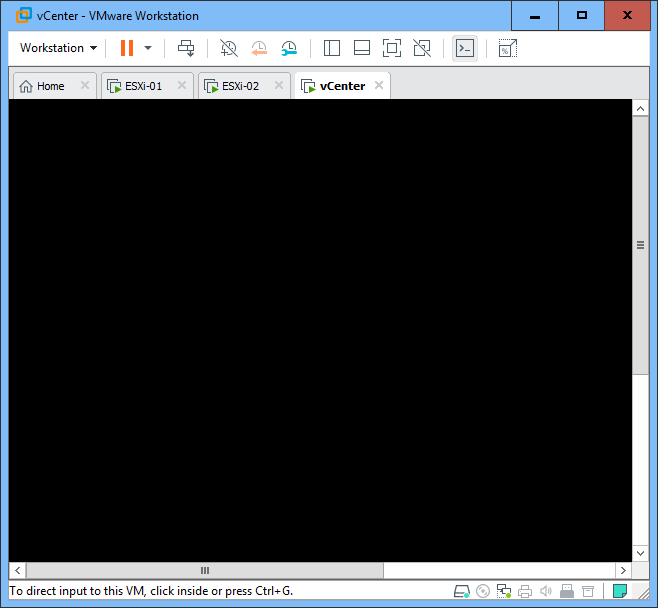 vCenter - VMware Workstation
Workstation
Home
ESXi-01
ESXi-02
vCenter
To direct input to this VM, click inside or press Ctrl+G.